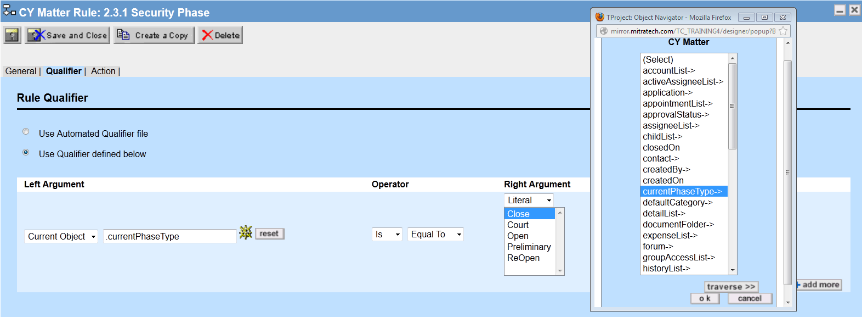 CY Matter Rule: 2.3.1 Security Phase
Save and Close
Create a Copy
Delete
General | Qualifier | Action |
Rule Qualifier
Use Automated Qualifier file
Use Qualifier defined below
Left Argument
Operator
Right Argument
Current Object
.currentPhaseType
reset
Is
Equal To
Literal
Close
Court
Open
Preliminary
ReOpen
+ add more
TProject: Object Navigator - Mozilla Firefox
mirror.mitratech.com/TC_TRAINING4/designer/popup?8
CY Matter
(Select)
accountList->
activeAssigneeList->
application->
appointmentList->
approvalStatus->
assigneeList->
childList->
closedOn
contact->
createdBy->
createdOn
currentPhaseType->
defaultCategory->
detailList->
documentFolder->
expenseList->
forum->
groupAccessList->
historyList->
traverse >>
o k
cancel